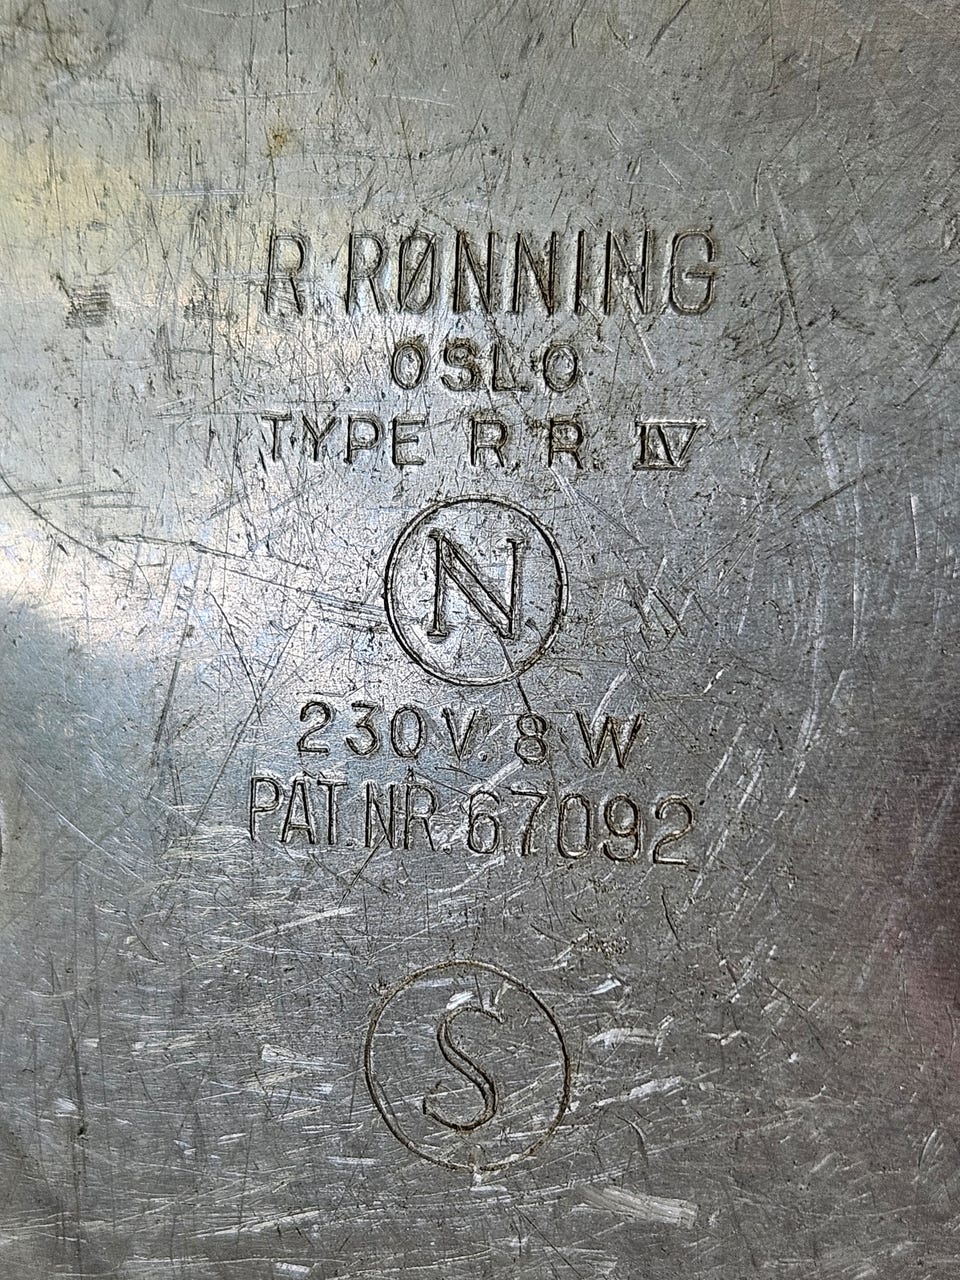 R. RØNNING
OSLO
TYPE R.R. IV
N
230V. 8 W
PAT.NR. 67092
S